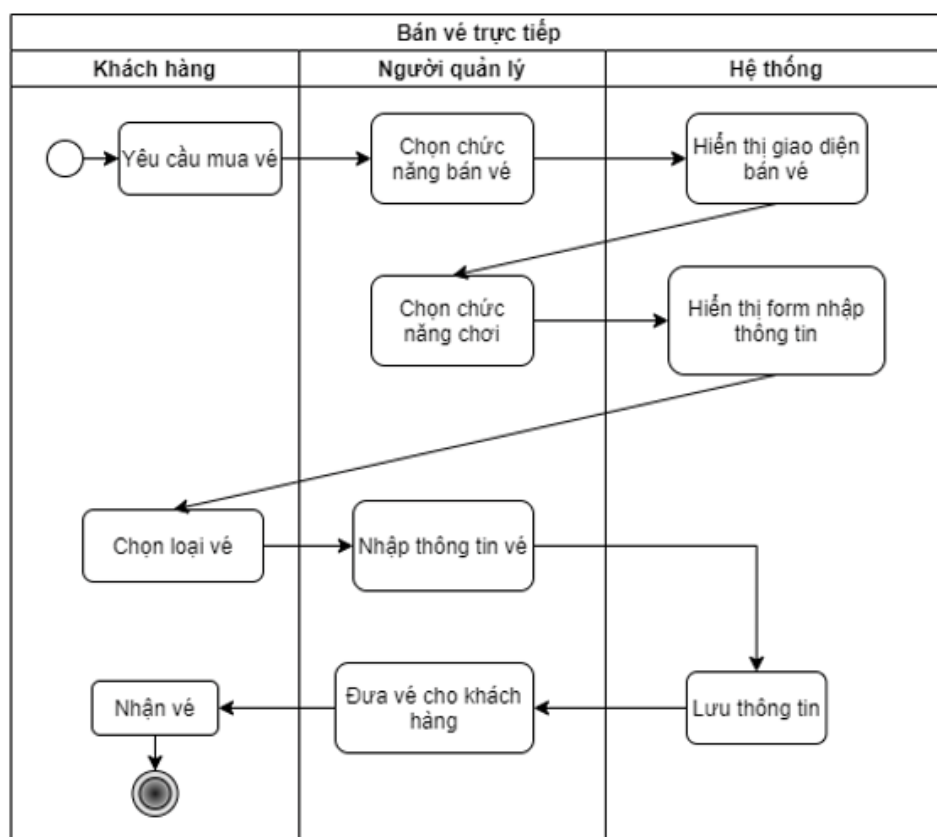 Bán vé trực tiếp
Khách hàng
Người quản lý
Hệ thống
Yêu cầu mua vé
Chọn chức
năng bán vé
Hiển thị giao diện
bán vé
Chọn chức
năng chơi
Hiển thị form nhập
thông tin
Chọn loại vé
Nhập thông tin vé
Nhận vé
Đưa vé cho khách
hàng
Lưu thông tin